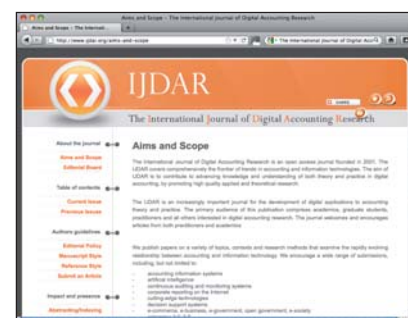 Aims and Scope – The International Journal of Digital Accounting Research
Aims and Scope – The Internati...
http://www.ijdar.org/aims-and-scope
The International Journal of Digital Accou
IJDAR
The International Journal of Digital Accounting Research
About the journal
Aims and Scope
Editorial Board
Table of contents
Current Issue
Previous Issues
Authors guidelines
Editorial Policy
Manuscript Style
Reference Style
Submit an Article
Impact and presence
Abstracting/Indexing
Aims and Scope
The International Journal of Digital Accounting Research is an open access journal founded in 2001. The
IJDAR covers comprehensively the frontier of trends in accounting and information technologies. The aim of
IJDAR is to contribute to advancing knowledge and understanding of both theory and practice in digital
accounting, by promoting high quality applied and theoretical research.
The IJDAR is an increasingly important journal for the development of digital applications to accounting
theory and practice. The primary audience of this publication comprises academics, graduate students,
practitioners and all others interested in digital accounting research. The journal welcomes and encourages
articles from both practitioners and academics
We publish papers on a variety of topics, contexts and research methods that examine the rapidly evolving
relationship between accounting and information technology. We encourage a wide range of submissions,
including, but not limited to:
- accounting information systems
- artificial intelligence
- continuous auditing and monitoring systems
- corporate reporting on the Internet
- cutting-edge technologies
- decision support systems
- e-commerce, e-business, e-government, open government, e-society